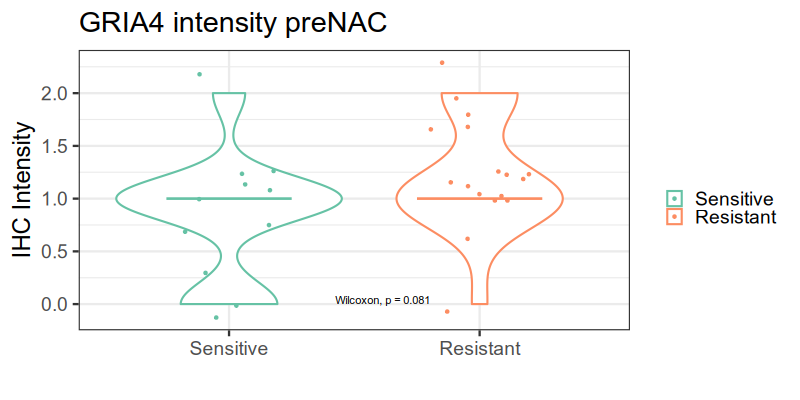 GRIA4 intensity preNAC
IHC Intensity
2.0
1.5
1.0
0.5
0.0
Wilcoxon, p = 0.081
Sensitive
Resistant
Sensitive
Resistant